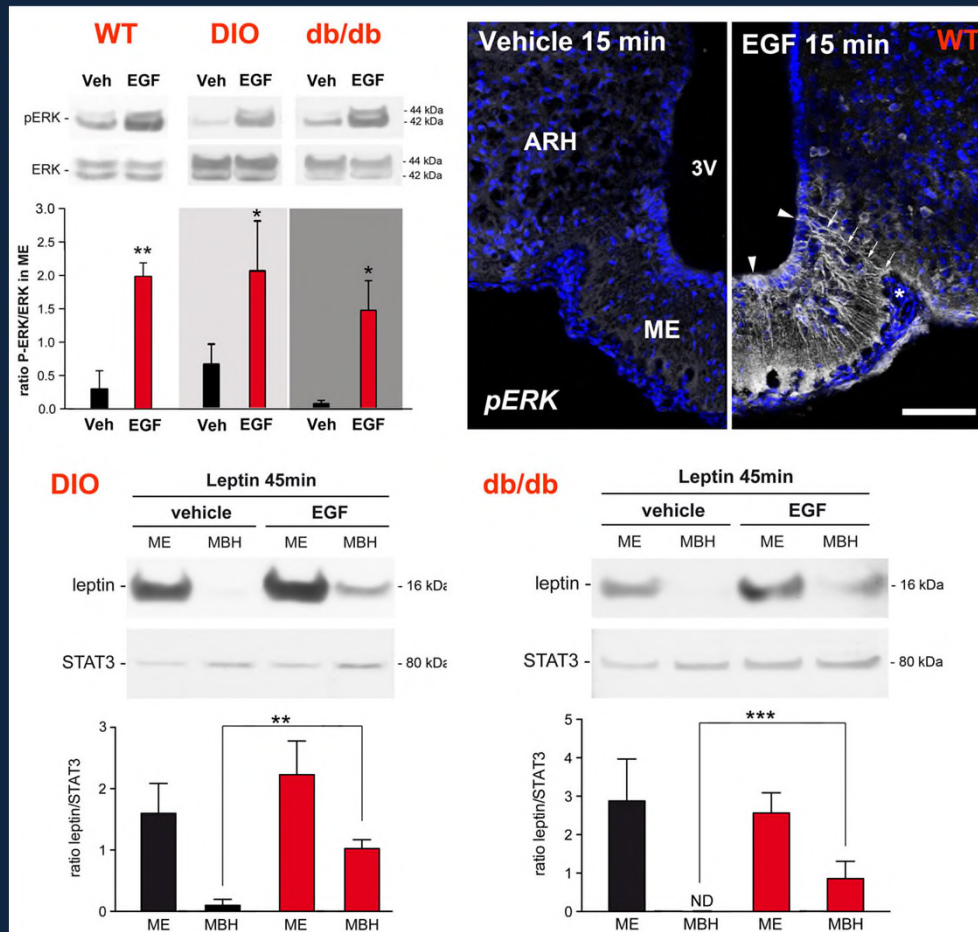 WT DIO db/db
Veh EGF Veh EGF Veh EGF
pERK- - 44 kDa
- 42 kDa
ERK - 44 kDa
- 42 kDa
ratio P-ERK/ERK in ME
3.0
2.5
2.0
1.5
1.0
0.5
0.0
** * *
Veh EGF Veh EGF Veh EGF
Vehicle 15 min EGF 15 min WT
ARH
3V
ME
*
pERK
DIO
Leptin 45min
vehicle EGF
ME MBH ME MBH
leptin- - 16 kDa
STAT3- - 80 kDa
ratio leptin/STAT3
3
2
1
0
**
ME MBH ME MBH
db/db
Leptin 45min
vehicle EGF
ME MBH ME MBH
leptin- - 16 kDa
STAT3- - 80 kDa
ratio leptin/STAT3
5
4
3
2
1
0
***
ND
ME MBH ME MBH